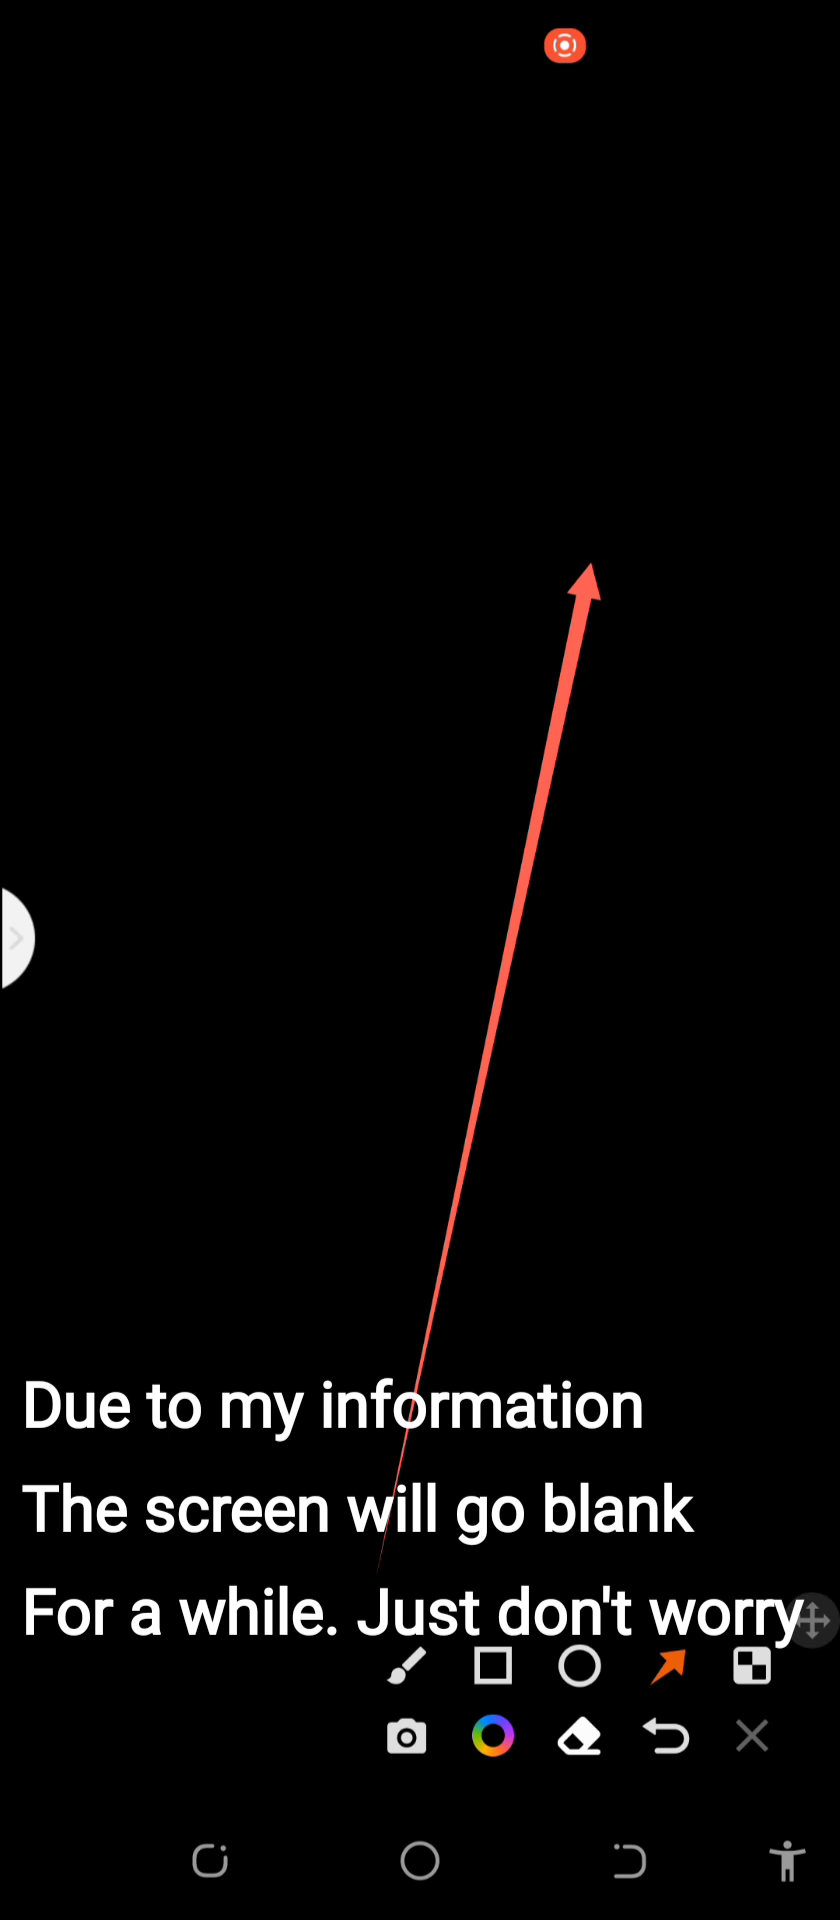 Due to my information
The screen will go blank
For a while. Just don't worry